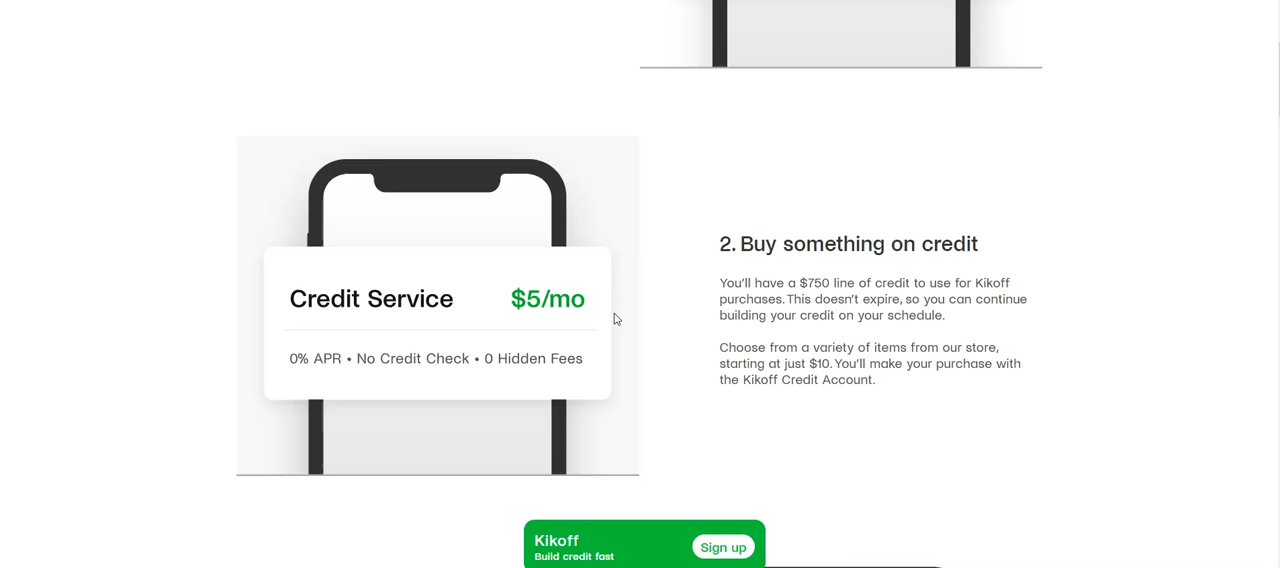 Credit Service $5/mo
0% APR • No Credit Check • 0 Hidden Fees
2. Buy something on credit
You'll have a $750 line of credit to use for Kikoff
purchases. This doesn't expire, so you can continue
building your credit on your schedule.
Choose from a variety of items from our store,
starting at just $10. You'll make your purchase with
the Kikoff Credit Account.
Kikoff
Build credit fast
Sign up